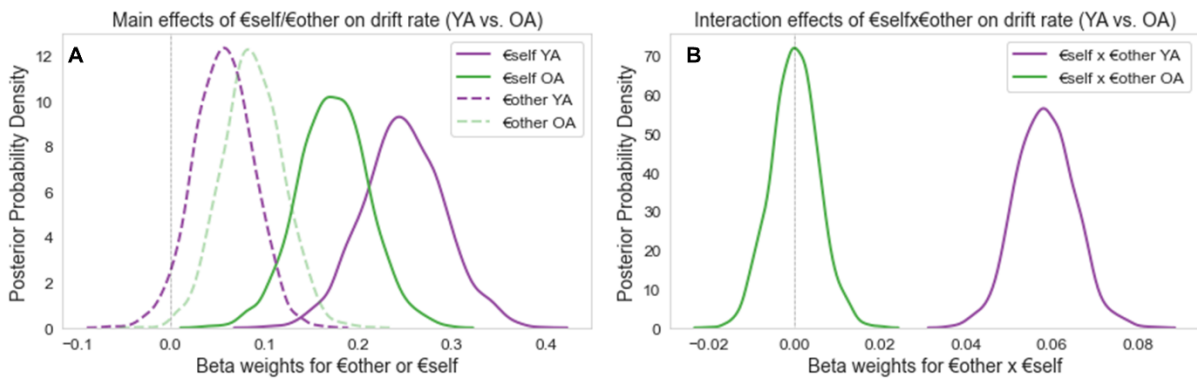 Main effects of €self/€other on drift rate (YA vs. OA)
A
€self YA
€self OA
€other YA
€other OA
Posterior Probability Density
12
10
8
6
4
2
0
−0.1 0.0 0.1 0.2 0.3 0.4
Beta weights for €other or €self
Interaction effects of €selfx€other on drift rate (YA vs. OA)
B
€self x €other YA
€self x €other OA
Posterior Probability Density
70
60
50
40
30
20
10
0
−0.02 0.00 0.02 0.04 0.06 0.08
Beta weights for €other x €self